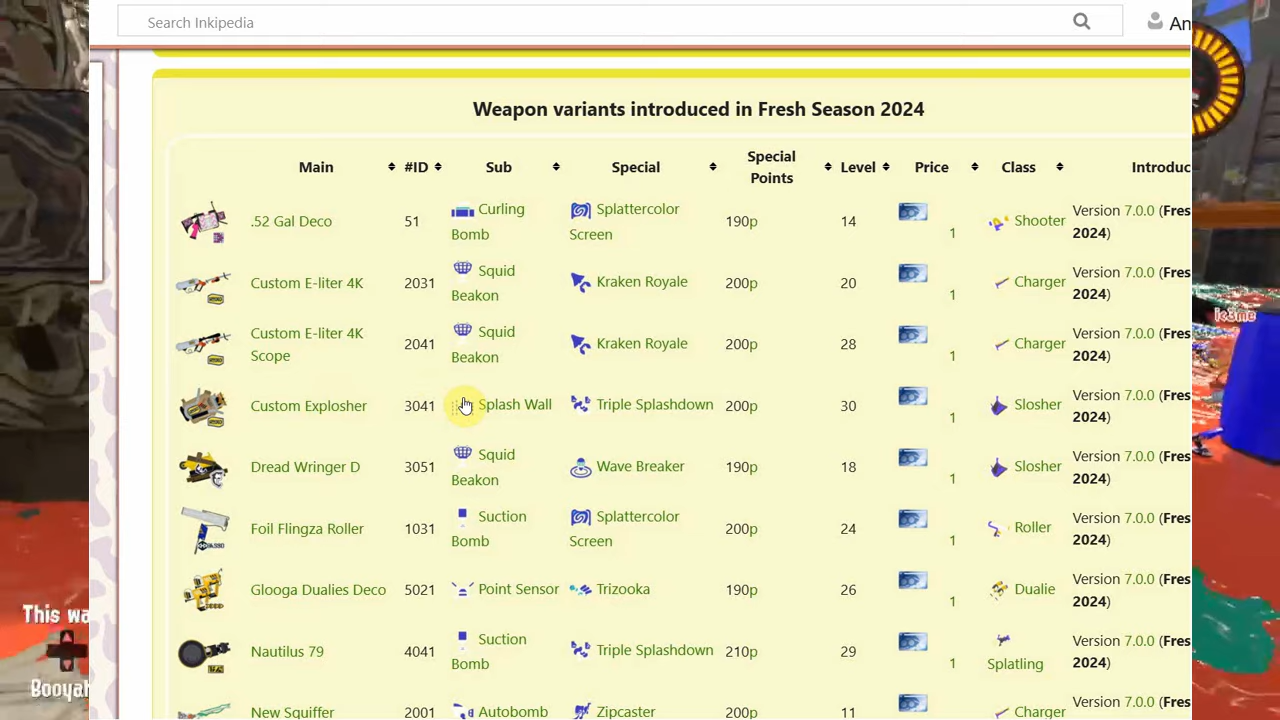 Search Inkipedia
An
Weapon variants introduced in Fresh Season 2024
Main #ID Sub Special Special Points Level Price Class Introduc
.52 Gal Deco 51 Curling Bomb Splattercolor Screen 190p 14 1 Shooter Version 7.0.0 (Fres 2024)
Custom E-liter 4K 2031 Squid Beakon Kraken Royale 200p 20 1 Charger Version 7.0.0 (Fres 2024)
Custom E-liter 4K Scope 2041 Squid Beakon Kraken Royale 200p 28 1 Charger Version 7.0.0 (Fres 2024)
Custom Explosher 3041 Splash Wall Triple Splashdown 200p 30 1 Slosher Version 7.0.0 (Fres 2024)
Dread Wringer D 3051 Squid Beakon Wave Breaker 190p 18 1 Slosher Version 7.0.0 (Fres 2024)
Foil Flingza Roller 1031 Suction Bomb Splattercolor Screen 200p 24 1 Roller Version 7.0.0 (Fres 2024)
Glooga Dualies Deco 5021 Point Sensor Trizooka 190p 26 1 Dualie Version 7.0.0 (Fres 2024)
Nautilus 79 4041 Suction Bomb Triple Splashdown 210p 29 1 Splatling Version 7.0.0 (Fres 2024)
New Squiffer 2001 Autobomb Zipcaster 200p 11 Charger Version 7.0.0 (Fres
ic3me
This wa
Booyah